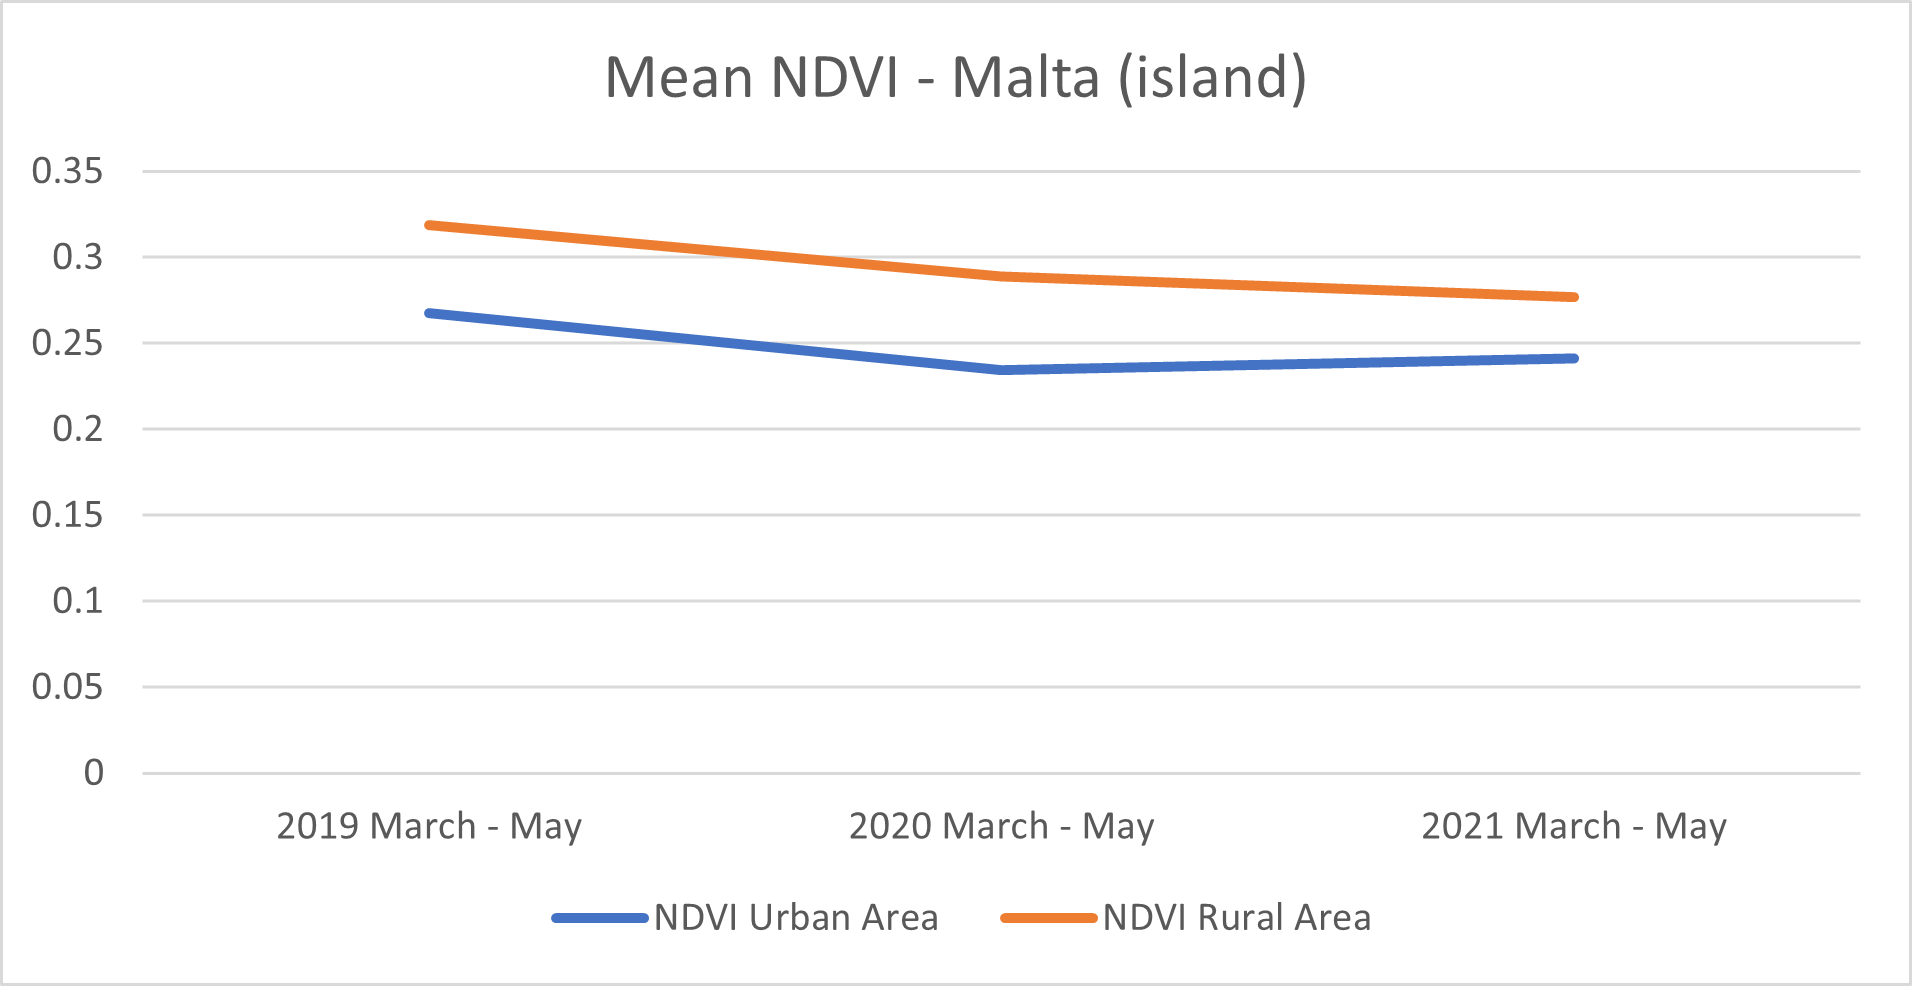 Mean NDVI - Malta (island)
0.35
0.3
0.25
0.2
0.15
0.1
0.05
0
2019 March - May
2020 March - May
2021 March - May
NDVI Urban Area
NDVI Rural Area